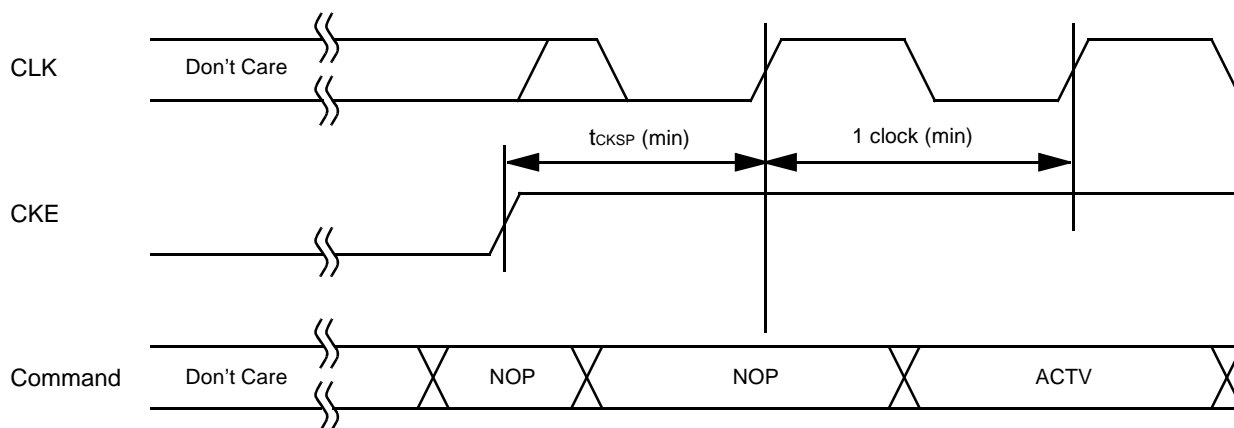 CLK
Don't Care
tCKSP (min)
1 clock (min)
CKE
Command
Don't Care
NOP
NOP
ACTV